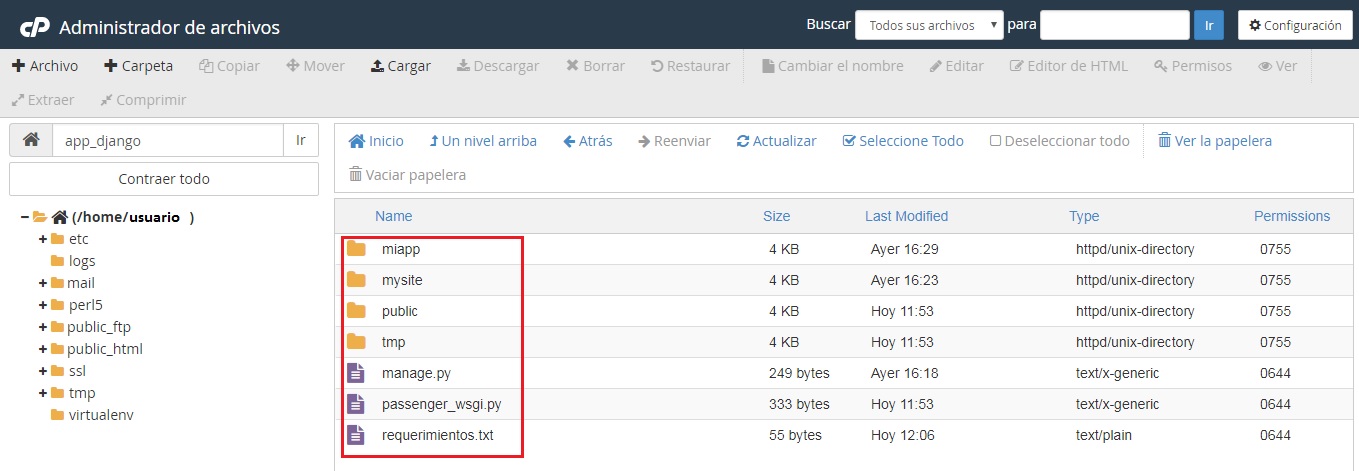 cP Administrador de archivos Buscar Todos sus archivos para Ir Configuración
Archivo Carpeta Copiar Mover Cargar Descargar Borrar Restaurar Cambiar el nombre Editar Editor de HTML Permisos Ver
Extraer Comprimir
app_django Ir
Contraer todo
(/home/usuario )
etc
logs
mail
perl5
public_ftp
public_html
ssl
tmp
virtualenv
Inicio Un nivel arriba Atrás Reenviar Actualizar Seleccione Todo Deseleccionar todo Ver la papelera
Vaciar papelera
Name Size Last Modified Type Permissions
miapp 4 KB Ayer 16:29 httpd/unix-directory 0755
mysite 4 KB Ayer 16:23 httpd/unix-directory 0755
public 4 KB Hoy 11:53 httpd/unix-directory 0755
tmp 4 KB Hoy 11:53 httpd/unix-directory 0755
manage.py 249 bytes Ayer 16:18 text/x-generic 0644
passenger_wsgi.py 333 bytes Hoy 11:53 text/x-generic 0644
requerimientos.txt 55 bytes Hoy 12:06 text/plain 0644